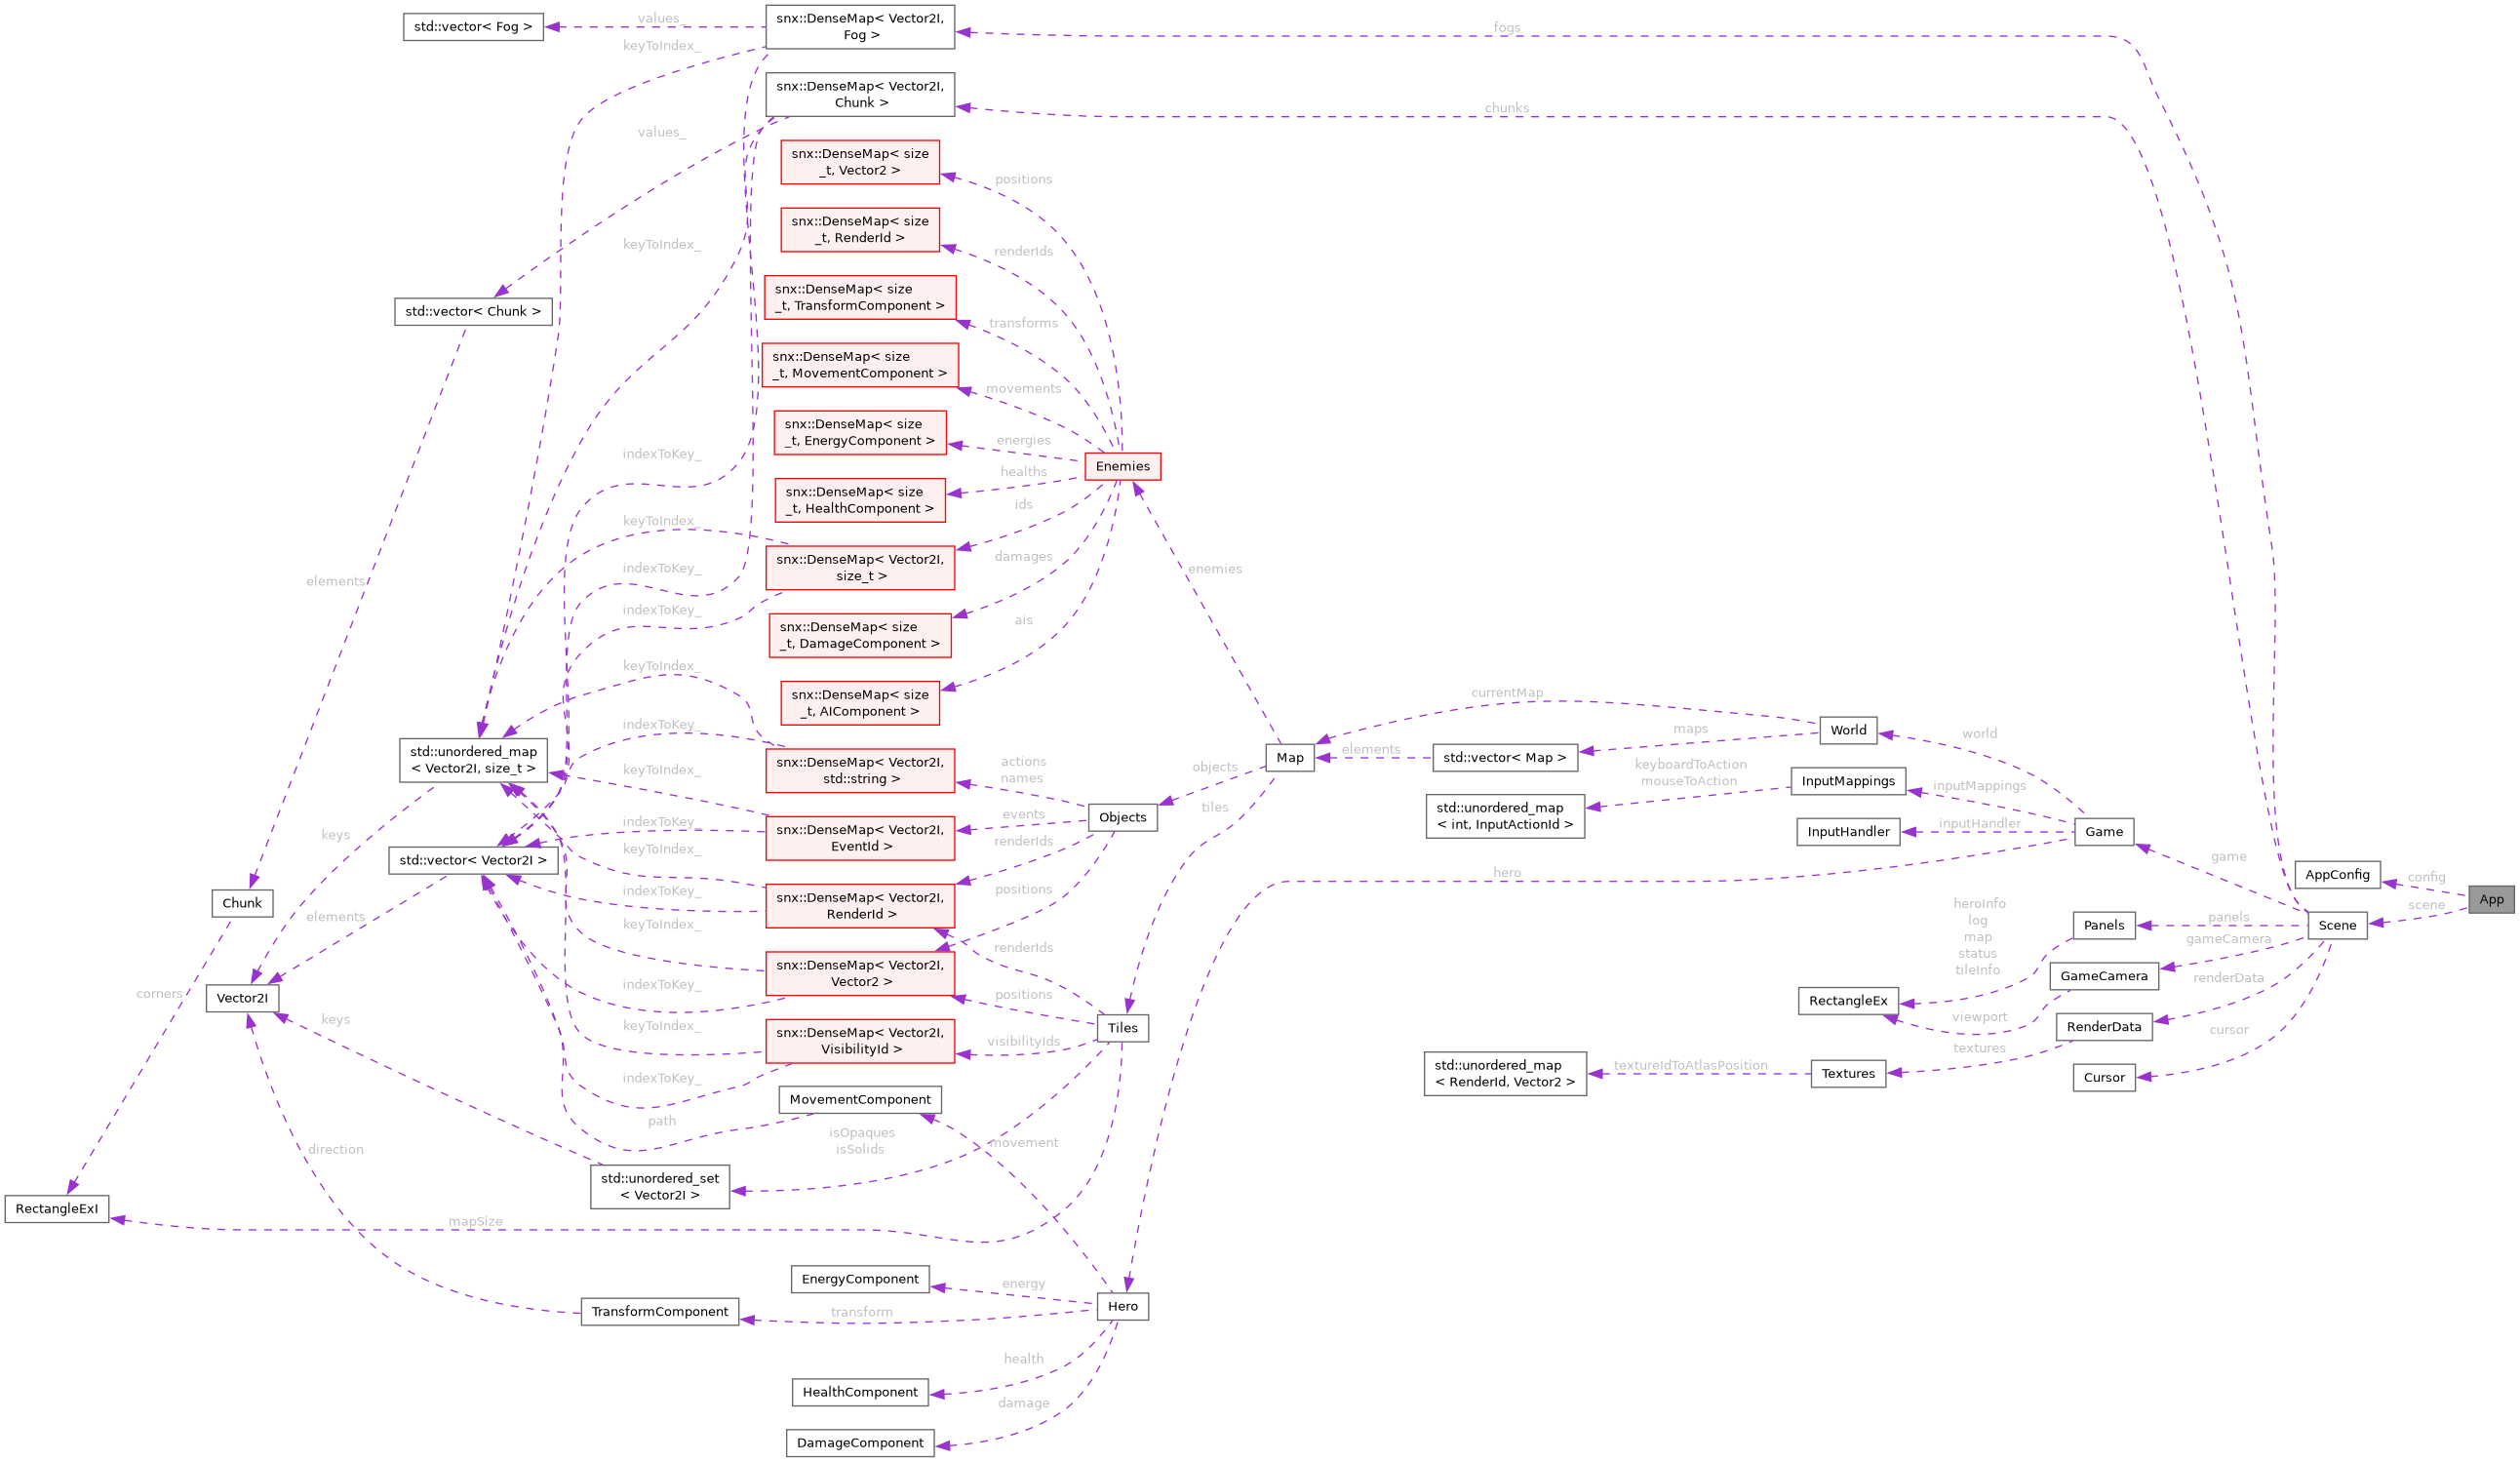 std::vector< Fog >
values_
keyToIndex_
snx::DenseMap< Vector2I,
Fog >
fogs
snx::DenseMap< Vector2I,
Chunk >
chunks
values_
snx::DenseMap< size
_t, Vector2 >
positions
snx::DenseMap< size
_t, RenderId >
renderIds
keyToIndex_
std::vector< Chunk >
snx::DenseMap< size
_t, TransformComponent >
transforms
snx::DenseMap< size
_t, MovementComponent >
movements
snx::DenseMap< size
_t, EnergyComponent >
energies
indexToKey_
Enemies
snx::DenseMap< size
_t, HealthComponent >
healths
ids
keyToIndex_
snx::DenseMap< Vector2I,
size_t >
damages
indexToKey_
enemies
elements
indexToKey_
snx::DenseMap< size
_t, DamageComponent >
ais
keyToIndex_
snx::DenseMap< size
_t, AIComponent >
currentMap
indexToKey_
std::unordered_map
< Vector2I, size_t >
keyToIndex_
snx::DenseMap< Vector2I,
std::string >
actions
names
objects
tiles
Map
elements
std::vector< Map >
maps
World
world
keyboardToAction
mouseToAction
InputMappings
inputMappings
std::unordered_map
< int, InputActionId >
InputHandler
inputHandler
Game
game
Objects
events
renderIds
snx::DenseMap< Vector2I,
EventId >
indexToKey_
keyToIndex_
keys
std::vector< Vector2I >
hero
AppConfig
config
App
scene
Scene
Chunk
elements
indexToKey_
keyToIndex_
snx::DenseMap< Vector2I,
RenderId >
positions
renderIds
heroInfo
log
map
status
tileInfo
Panels
panels
gameCamera
GameCamera
renderData
corners
Vector2I
indexToKey_
snx::DenseMap< Vector2I,
Vector2 >
positions
RectangleEx
viewport
RenderData
cursor
keys
keyToIndex_
snx::DenseMap< Vector2I,
VisibilityId >
visibilityIds
Tiles
textures
std::unordered_map
< RenderId, Vector2 >
textureIdToAtlasPosition
Textures
Cursor
indexToKey_
MovementComponent
path
direction
isOpaques
isSolids
movement
std::unordered_set
< Vector2I >
RectangleExI
mapSize
EnergyComponent
energy
TransformComponent
transform
Hero
HealthComponent
health
damage
DamageComponent